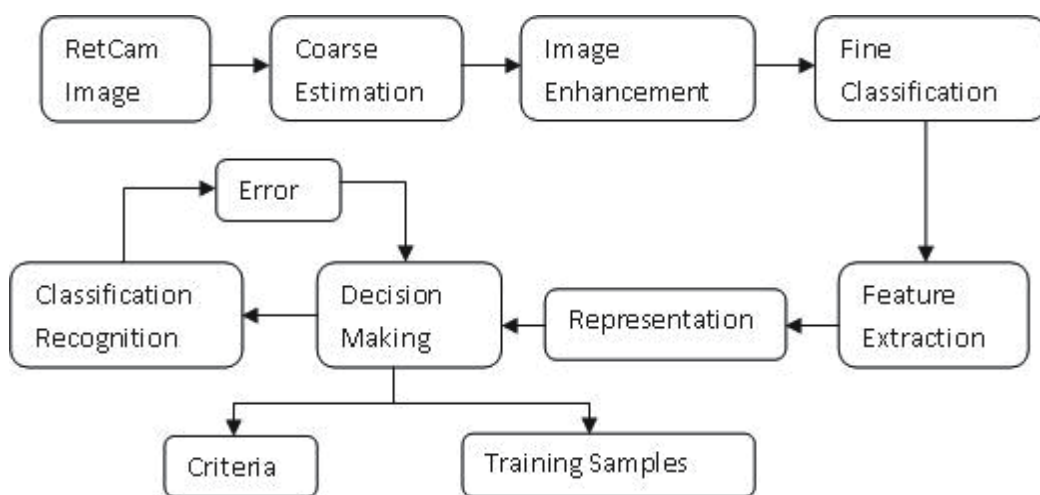 RetCam
Image
Coarse
Estimation
Image
Enhancement
Fine
Classification
Error
Classification
Recognition
Decision
Making
Representation
Feature
Extraction
Criteria
Training Samples